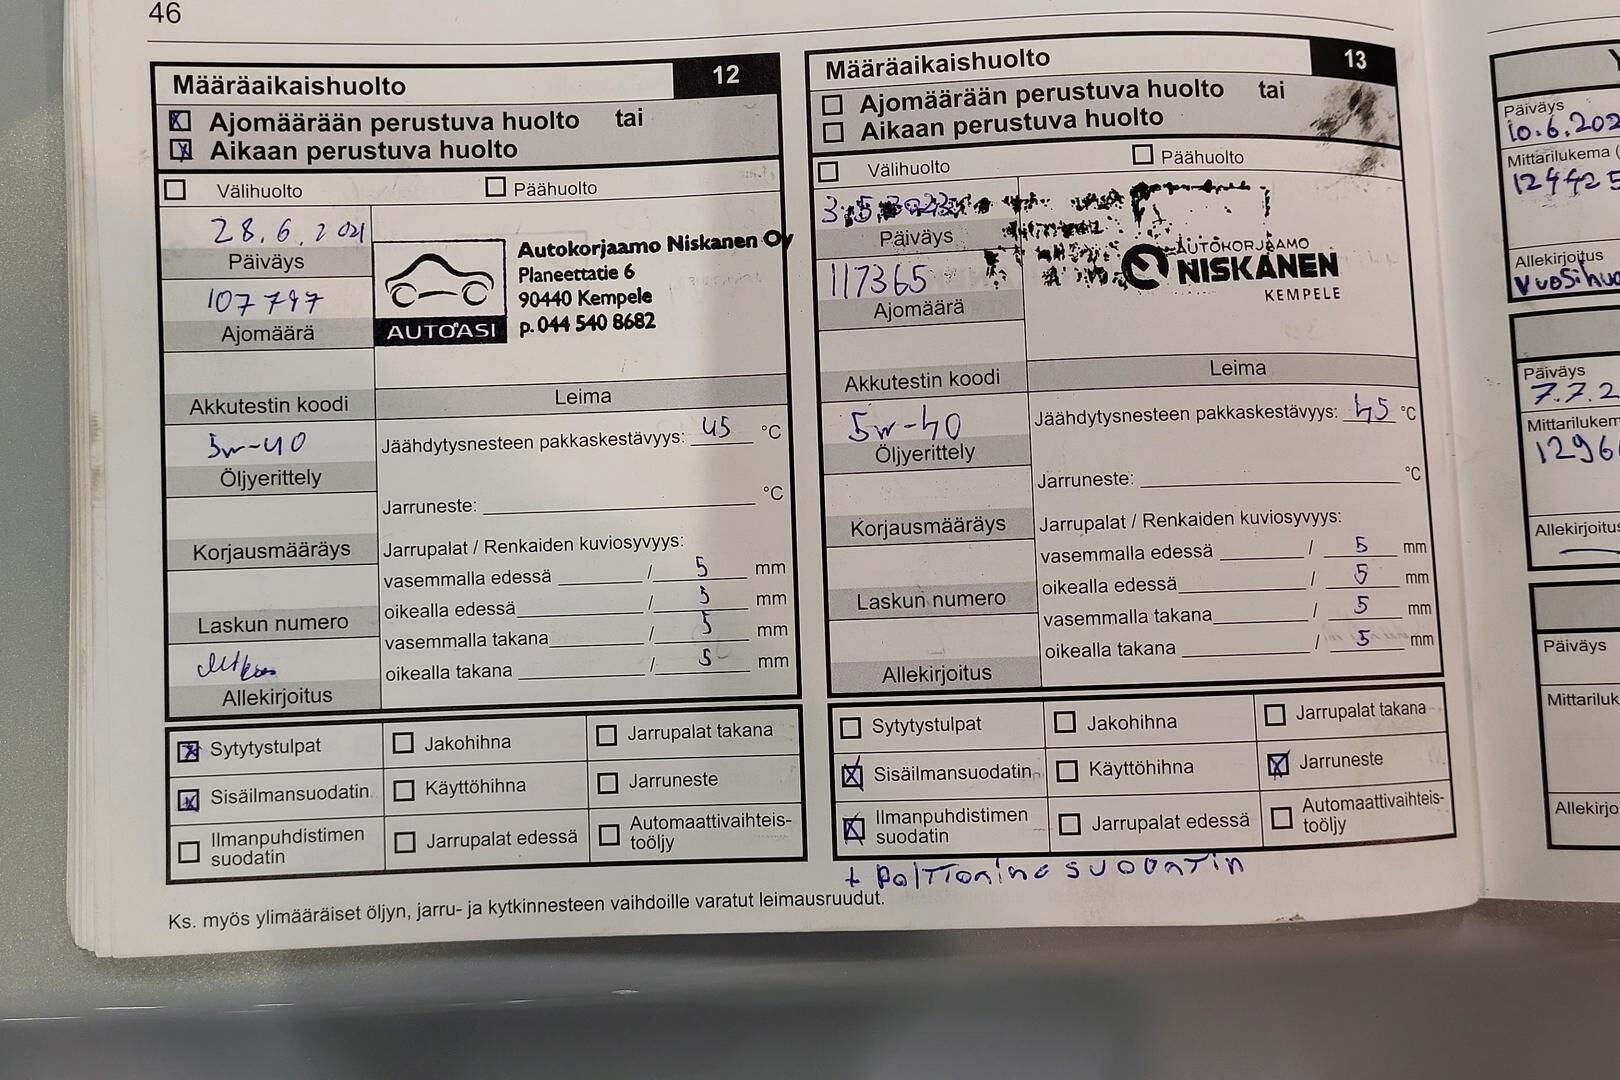 46
Määräaikaishuolto 12
Ajomäärään perustuva huolto tai
Aikaan perustuva huolto
Välihuolto Päähuolto
28.6.2021
Päiväys
107797
Ajomäärä
Autokorjaamo Niskanen Oy
Planeettatie 6
90440 Kempele
p. 044 540 8682
AUTOASI
Akkutestin koodi
Leima
5w-40
Öljyerittely
Jäähdytysnesteen pakkaskestävyys: 45 °C
Jarruneste: °C
Korjausmääräys
Jarrupalat / Renkaiden kuviosyvyys:
vasemmalla edessä / 5 mm
oikealla edessä / 5 mm
vasemmalla takana / 5 mm
oikealla takana / 5 mm
Laskun numero
Allekirjoitus
Sytytystulpat Jakohihna Jarrupalat takana
Sisäilmansuodatin Käyttöhihna Jarruneste
Ilmanpuhdistimen suodatin Jarrupalat edessä Automaattivaihteis-
toöljy
Ks. myös ylimääräiset öljyn, jarru- ja kytkinnesteen vaihdoille varatut leimausruudut.
Määräaikaishuolto 13
Ajomäärään perustuva huolto tai
Aikaan perustuva huolto
Välihuolto Päähuolto
Päiväys
117365
Ajomäärä
AUTOKORJAAMO
NISKANEN
KEMPELE
Akkutestin koodi
Leima
5w-40
Öljyerittely
Jäähdytysnesteen pakkaskestävyys: 45 °C
Jarruneste: °C
Korjausmääräys
Jarrupalat / Renkaiden kuviosyvyys:
vasemmalla edessä / 5 mm
oikealla edessä / 5 mm
vasemmalla takana / 5 mm
oikealla takana / 5 mm
Laskun numero
Allekirjoitus
Sytytystulpat Jakohihna Jarrupalat takana
Sisäilmansuodatin Käyttöhihna Jarruneste
Ilmanpuhdistimen suodatin Jarrupalat edessä Automaattivaihteis-
toöljy
+ Polttoaine suodatin
Päiväys
10.6.202
Mittarilukema (
124425
Allekirjoitus
Vuosihuo
Päiväys
7.7.2
Mittarilukem
1296
Allekirjoitus
Päiväys
Mittariluk
Allekirjo